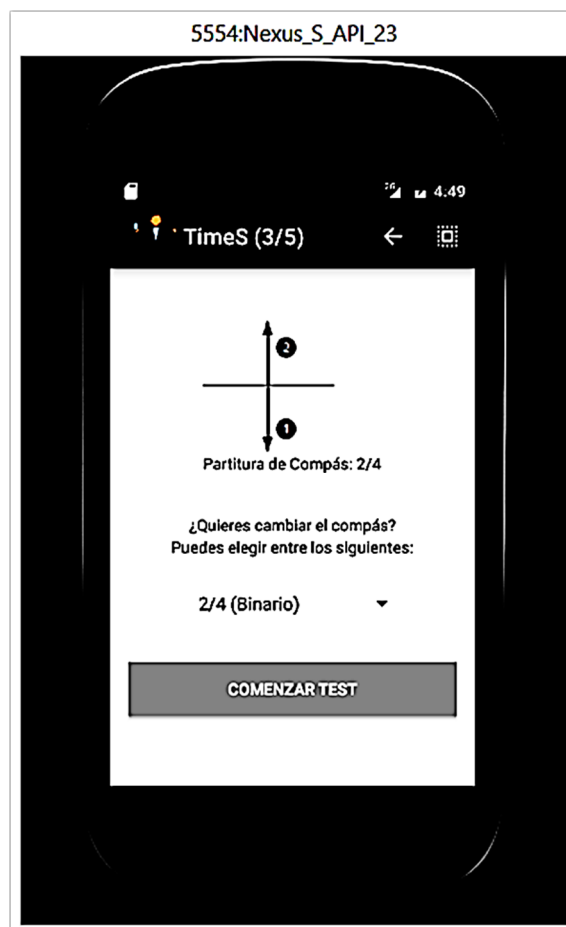 5554:Nexus_S_API_23
4:49
TimeS (3/5)
2
1
Partitura de Compás: 2/4
¿Quieres cambiar el compás?
Puedes elegir entre los siguientes:
2/4 (Binario)
COMENZAR TEST